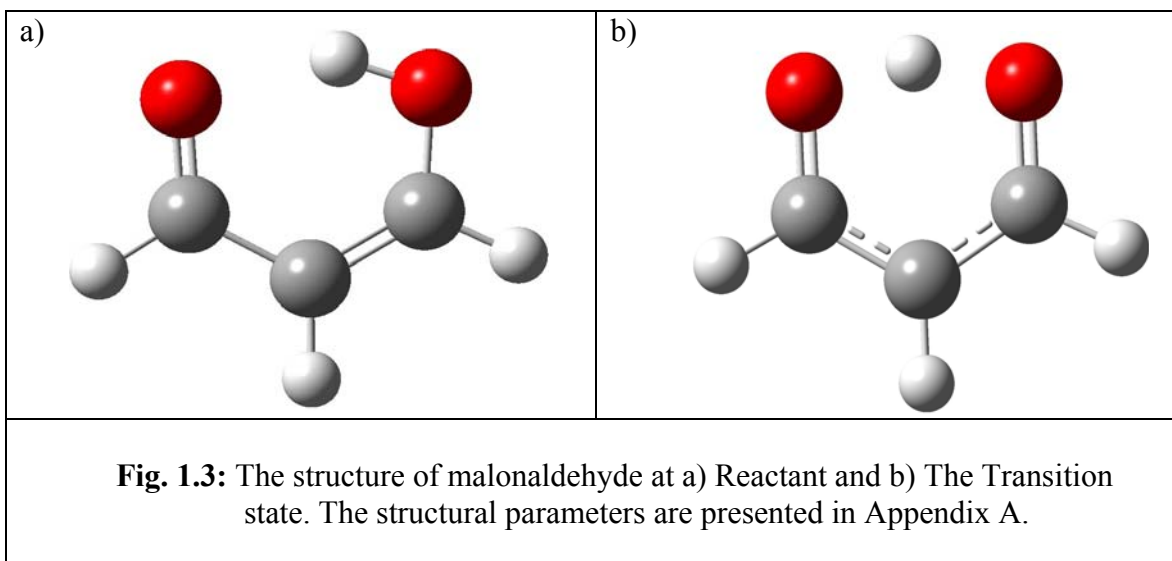 a)
b)
Fig. 1.3: The structure of malonaldehyde at a) Reactant and b) The Transition
state. The structural parameters are presented in Appendix A.